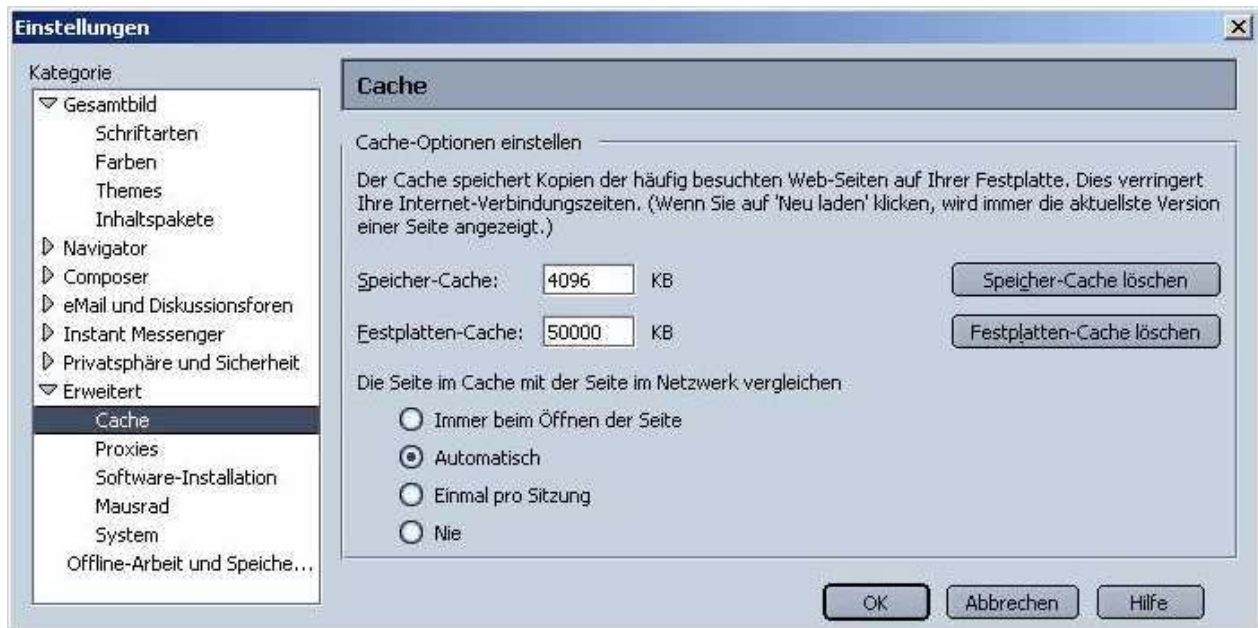 Einstellungen
Kategorie
Gesamtbild
Schriftarten
Farben
Themes
Inhaltspakete
Navigator
Composer
eMail und Diskussionsforen
Instant Messenger
Privatsphäre und Sicherheit
Erweitert
Cache
Proxies
Software-Installation
Mausrad
System
Offline-Arbeit und Speiche...
Cache
Cache-Optionen einstellen
Der Cache speichert Kopien der häufig besuchten Web-Seiten auf Ihrer Festplatte. Dies verringert
Ihre Internet-Verbindungszeiten. (Wenn Sie auf 'Neu laden' klicken, wird immer die aktuellste Version
einer Seite angezeigt.)
Speicher-Cache: 4096 KB Speicher-Cache löschen
Festplatten-Cache: 50000 KB Festplatten-Cache löschen
Die Seite im Cache mit der Seite im Netzwerk vergleichen
Immer beim Öffnen der Seite
Automatisch
Einmal pro Sitzung
Nie
OK Abbrechen Hilfe